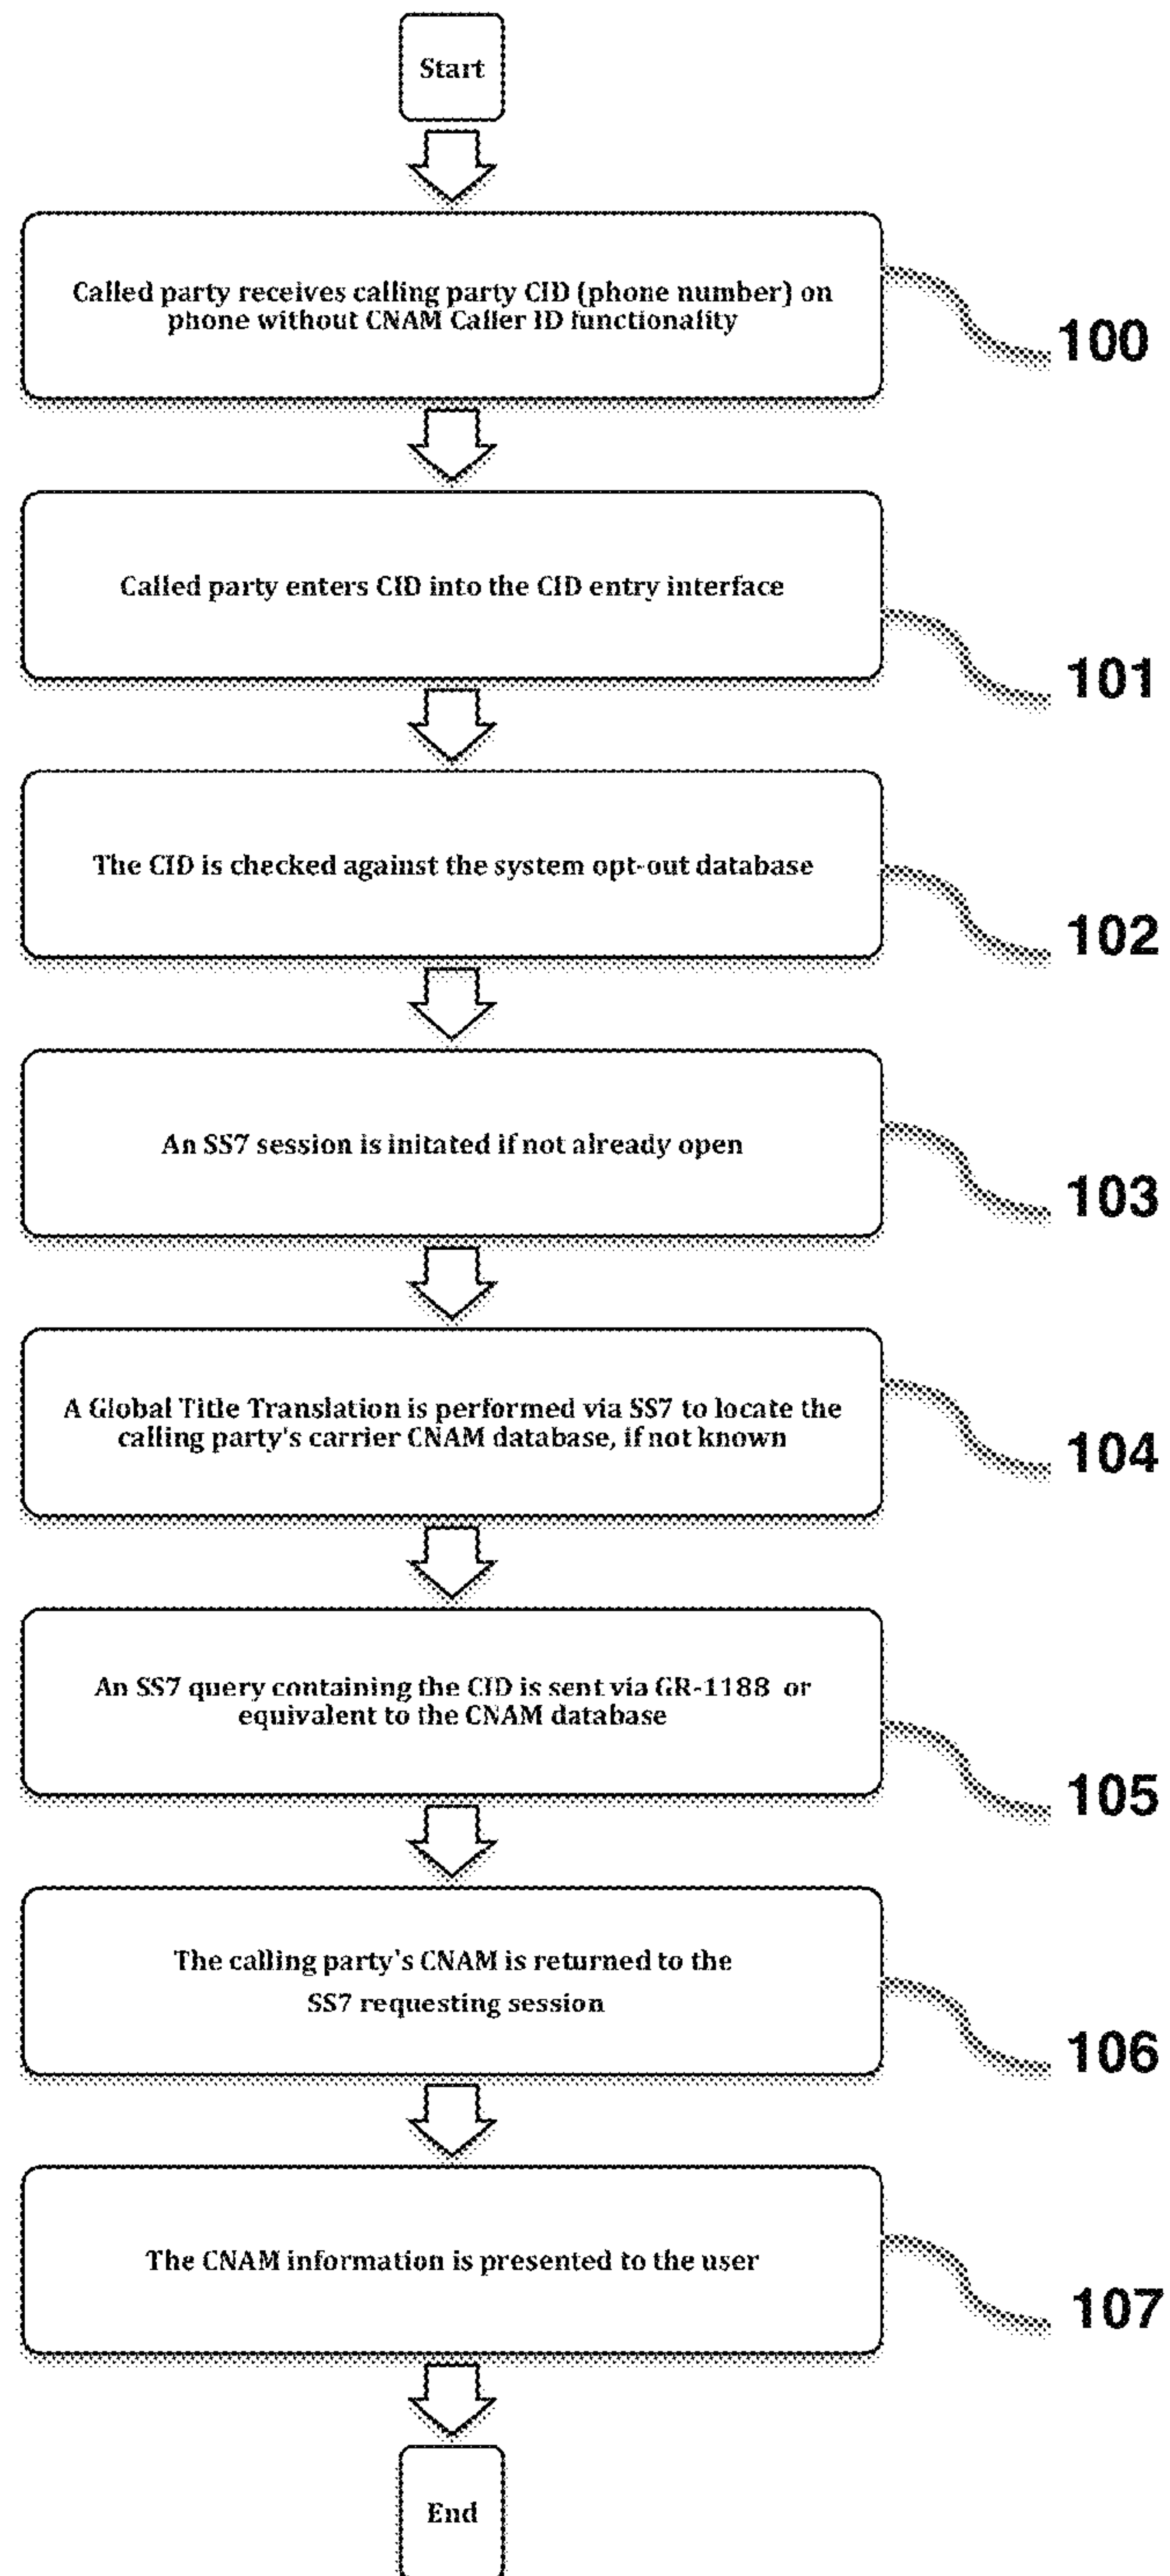 Start
Called party receives calling party CID (phone number) on
phone without CNAM Caller ID functionality
100
Called party enters CID into the CID entry interface
101
The CID is checked against the system opt-out database
102
An SS7 session is initated if not already open
103
A Global Title Translation is performed via SS7 to locate the
calling party's carrier CNAM database, if not known
104
An SS7 query containing the CID is sent via GR-1188 or
equivalent to the CNAM database
105
The calling party's CNAM is returned to the
SS7 requesting session
106
The CNAM information is presented to the user
107
End